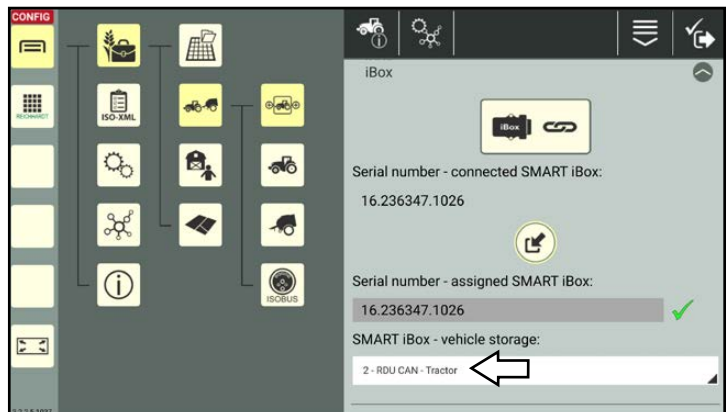 CONFIG
REICHHARDT
ISO-XML
ISOBUS
iBox
iBox
Serial number - connected SMART iBox:
16.236347.1026
Serial number - assigned SMART iBox:
16.236347.1026
SMART iBox - vehicle storage:
2 - RDU CAN - Tractor